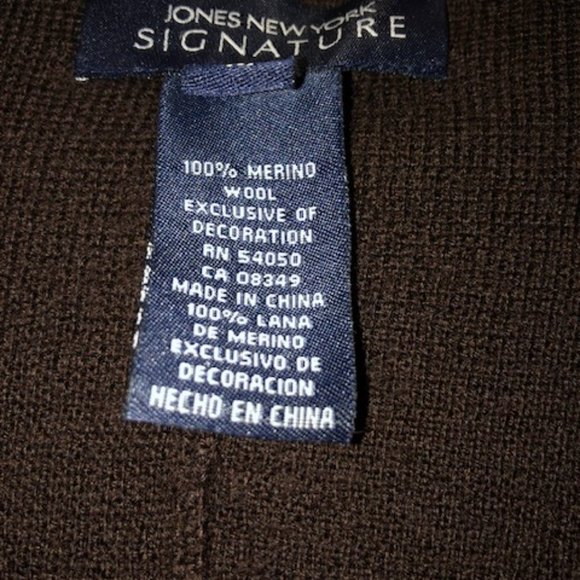 JONES NEW YORK
SIGNATURE
100% MERINO
WOOL
EXCLUSIVE OF
DECORATION
RN 54050
CA 08349
MADE IN CHINA
100% LANA
DE MERINO
EXCLUSIVO DE
DECORACION
HECHO EN CHINA